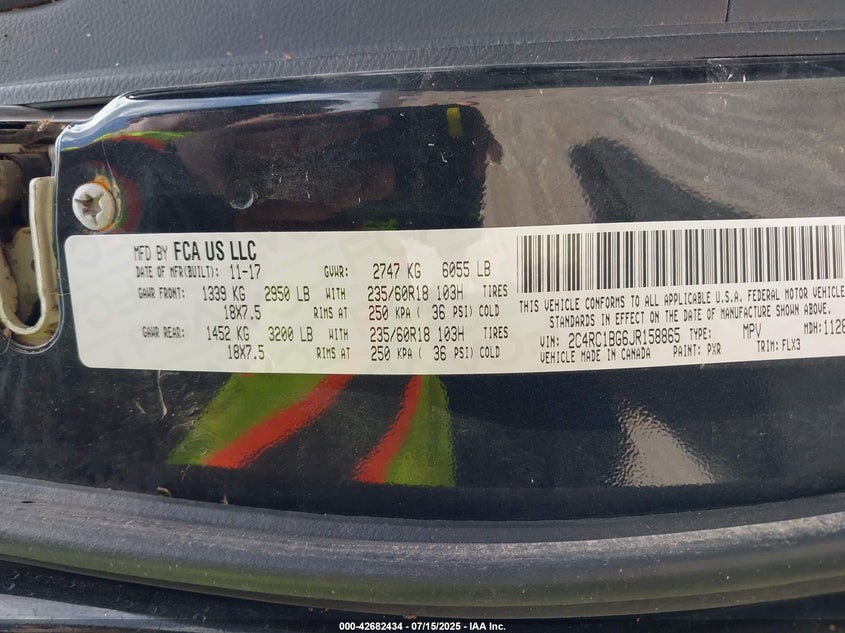 MFD BY FCA US LLC
DATE OF MFR(BUILT): 11-17 GVWR: 2747 KG 6055 LB
GAWR FRONT: 1339 KG 2950 LB WITH 235/60R18 103H TIRES
18X7.5 RIMS AT 250 KPA ( 36 PSI) COLD
GAWR REAR: 1452 KG 3200 LB WITH 235/60R18 103H TIRES
18X7.5 RIMS AT 250 KPA ( 36 PSI) COLD
THIS VEHICLE CONFORMS TO ALL APPLICABLE U.S.A. FEDERAL MOTOR VEHICLE
STANDARDS IN EFFECT ON THE DATE OF MANUFACTURE SHOWN ABOVE.
VIN: 2C4RC1BG6JR158865 TYPE: MPV MDH: 1128
VEHICLE MADE IN CANADA PAINT: PXR TRIM: FLX3
000-42682434 - 07/15/2025 - IAA Inc.